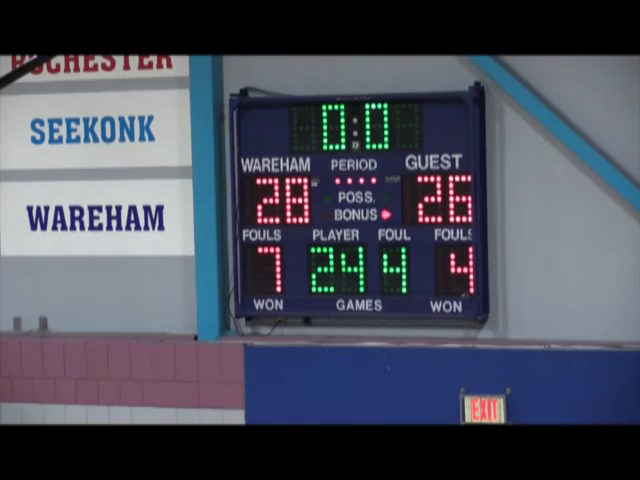 ROCHESTER
SEEKONK
WAREHAM
0:0
WAREHAM PERIOD GUEST
28 26
POSS.
BONUS
FOULS PLAYER FOUL FOULS
7 24 4 4
WON GAMES WON
EXIT